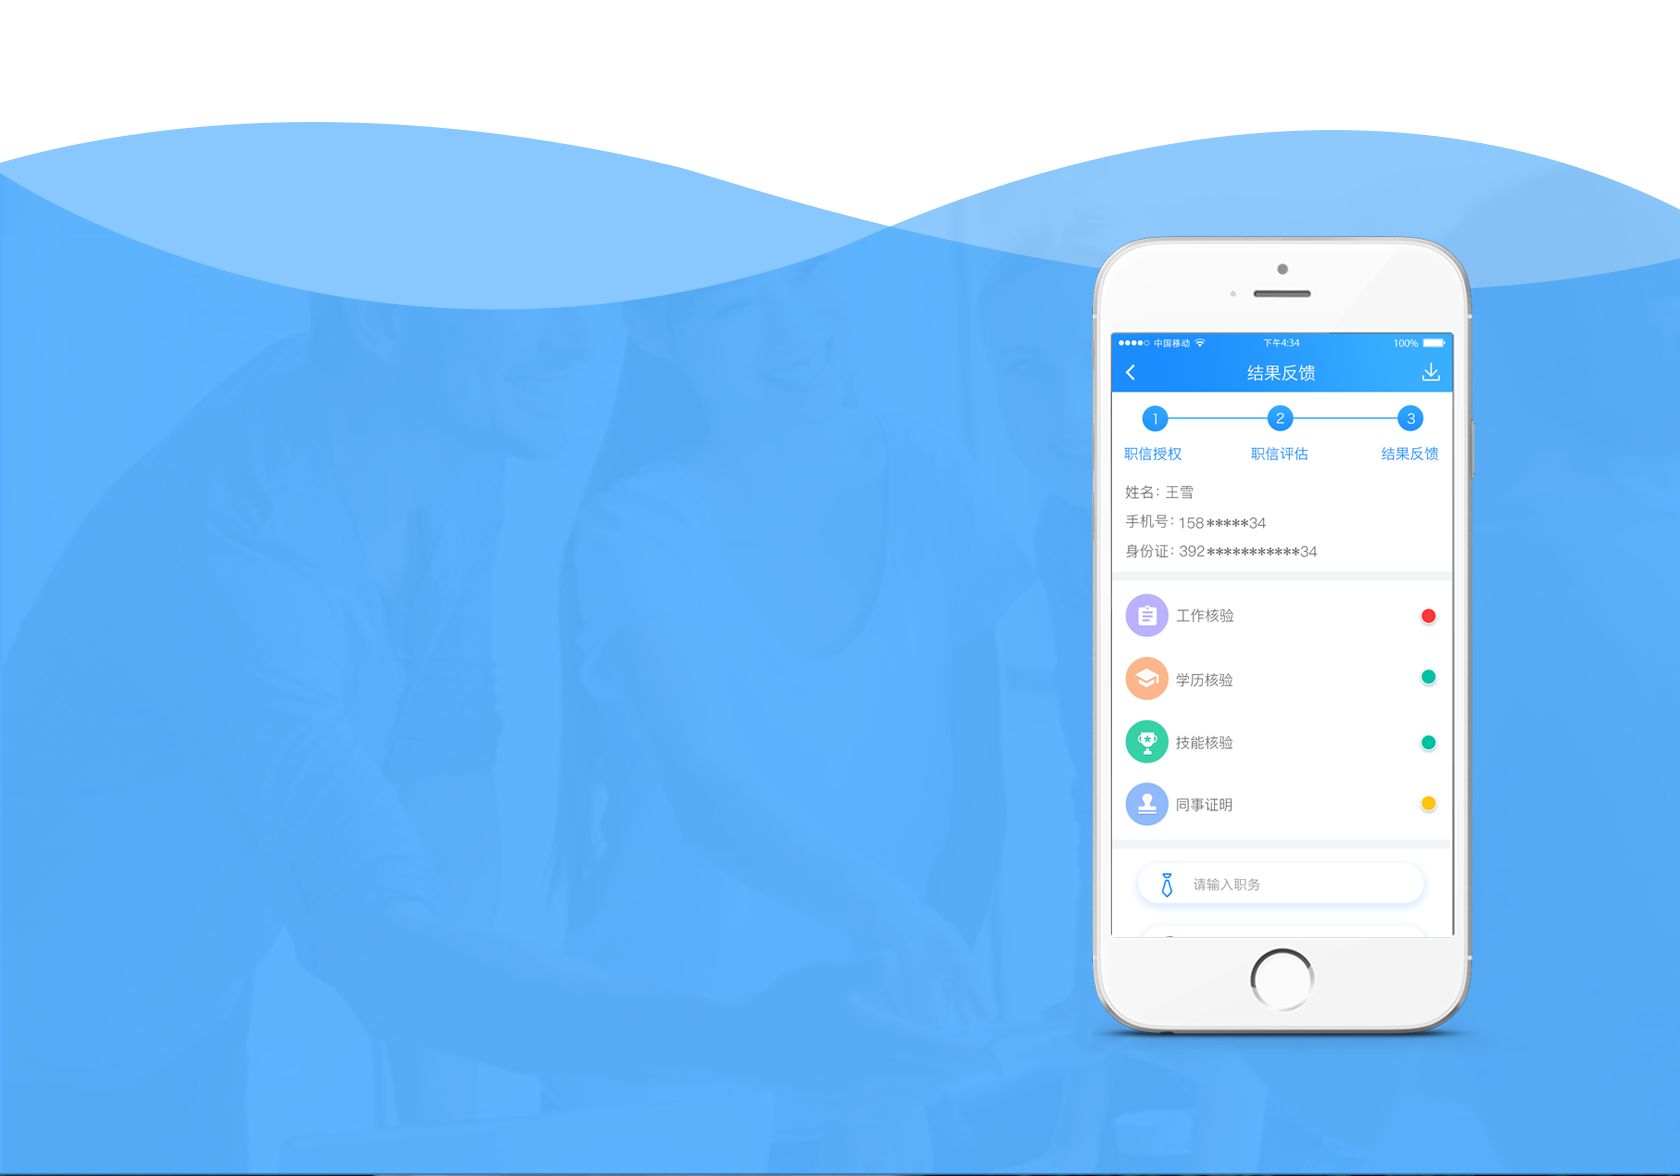 中国移动 下午4:34 100%
结果反馈
1 2 3
职信授权 职信评估 结果反馈
姓名：王雪
手机号：158*****34
身份证：392***********34
工作核验
学历核验
技能核验
同事证明
请输入职务